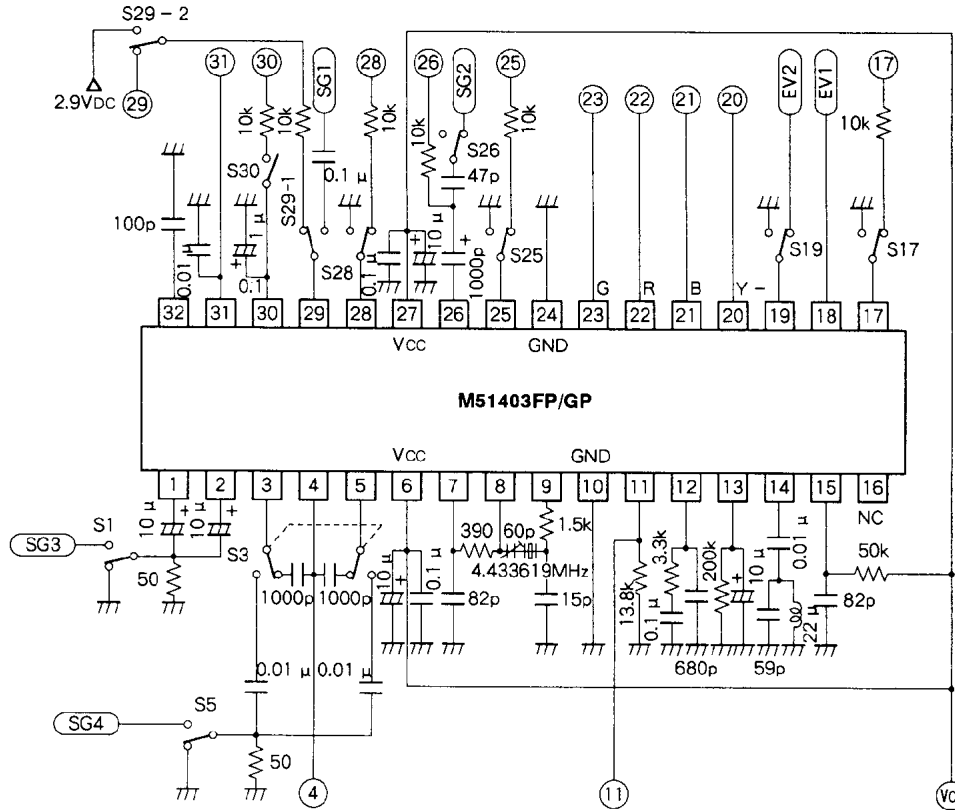 S29-2
2.9VDC
29
31
30
SG1
28
26
SG2
25
23
22
21
20
EV2
EV1
17
10k
10k
10k
10k
10k
10k
S30
S29-1
0.1 μ
S26
47p
100p
0.01 μ
1 μ
0.1
S28
0.1 μ
10 μ
1000p
S25
S19
S17
G
R
B
Y-
32
31
30
29
28
27
26
25
24
23
22
21
20
19
18
17
VCC
GND
M51403FP/GP
VCC
GND
1
2
3
4
5
6
7
8
9
10
11
12
13
14
15
16
NC
SG3
S1
10 μ
10 μ
50
S3
1000p
1000p
10 μ
0.1 μ
390
60p
1.5k
4.433619MHz
82p
15p
13.8k
3.3k
0.1 μ
680p
200k
10 μ
0.01 μ
59p
22 μ
82p
50k
0.01 μ
0.01 μ
SG4
S5
50
4
11